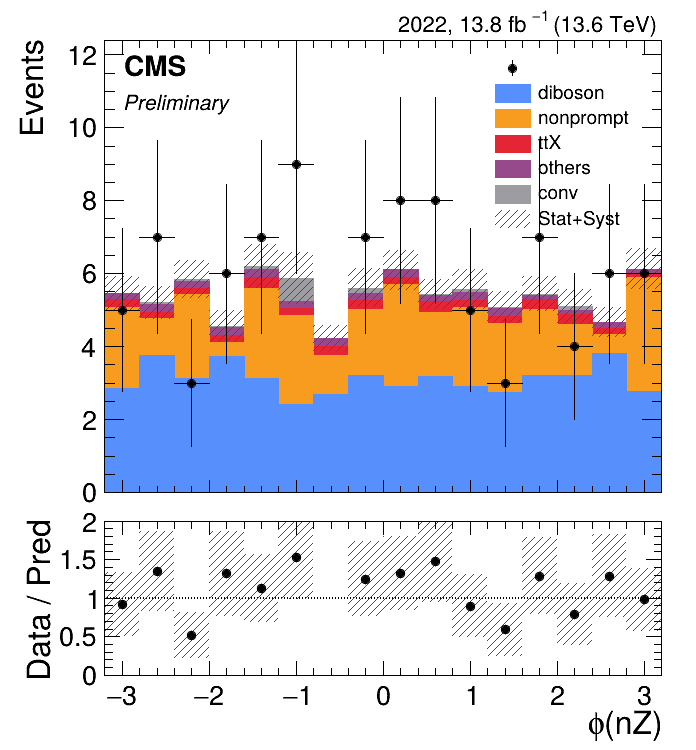 2022, 13.8 fb⁻¹ (13.6 TeV)
Events
CMS
Preliminary
diboson
nonprompt
ttX
others
conv
Stat+Syst
12
10
8
6
4
2
0
Data / Pred
2
1.5
1
0.5
0
−3
−2
−1
0
1
2
3
ϕ(nZ)